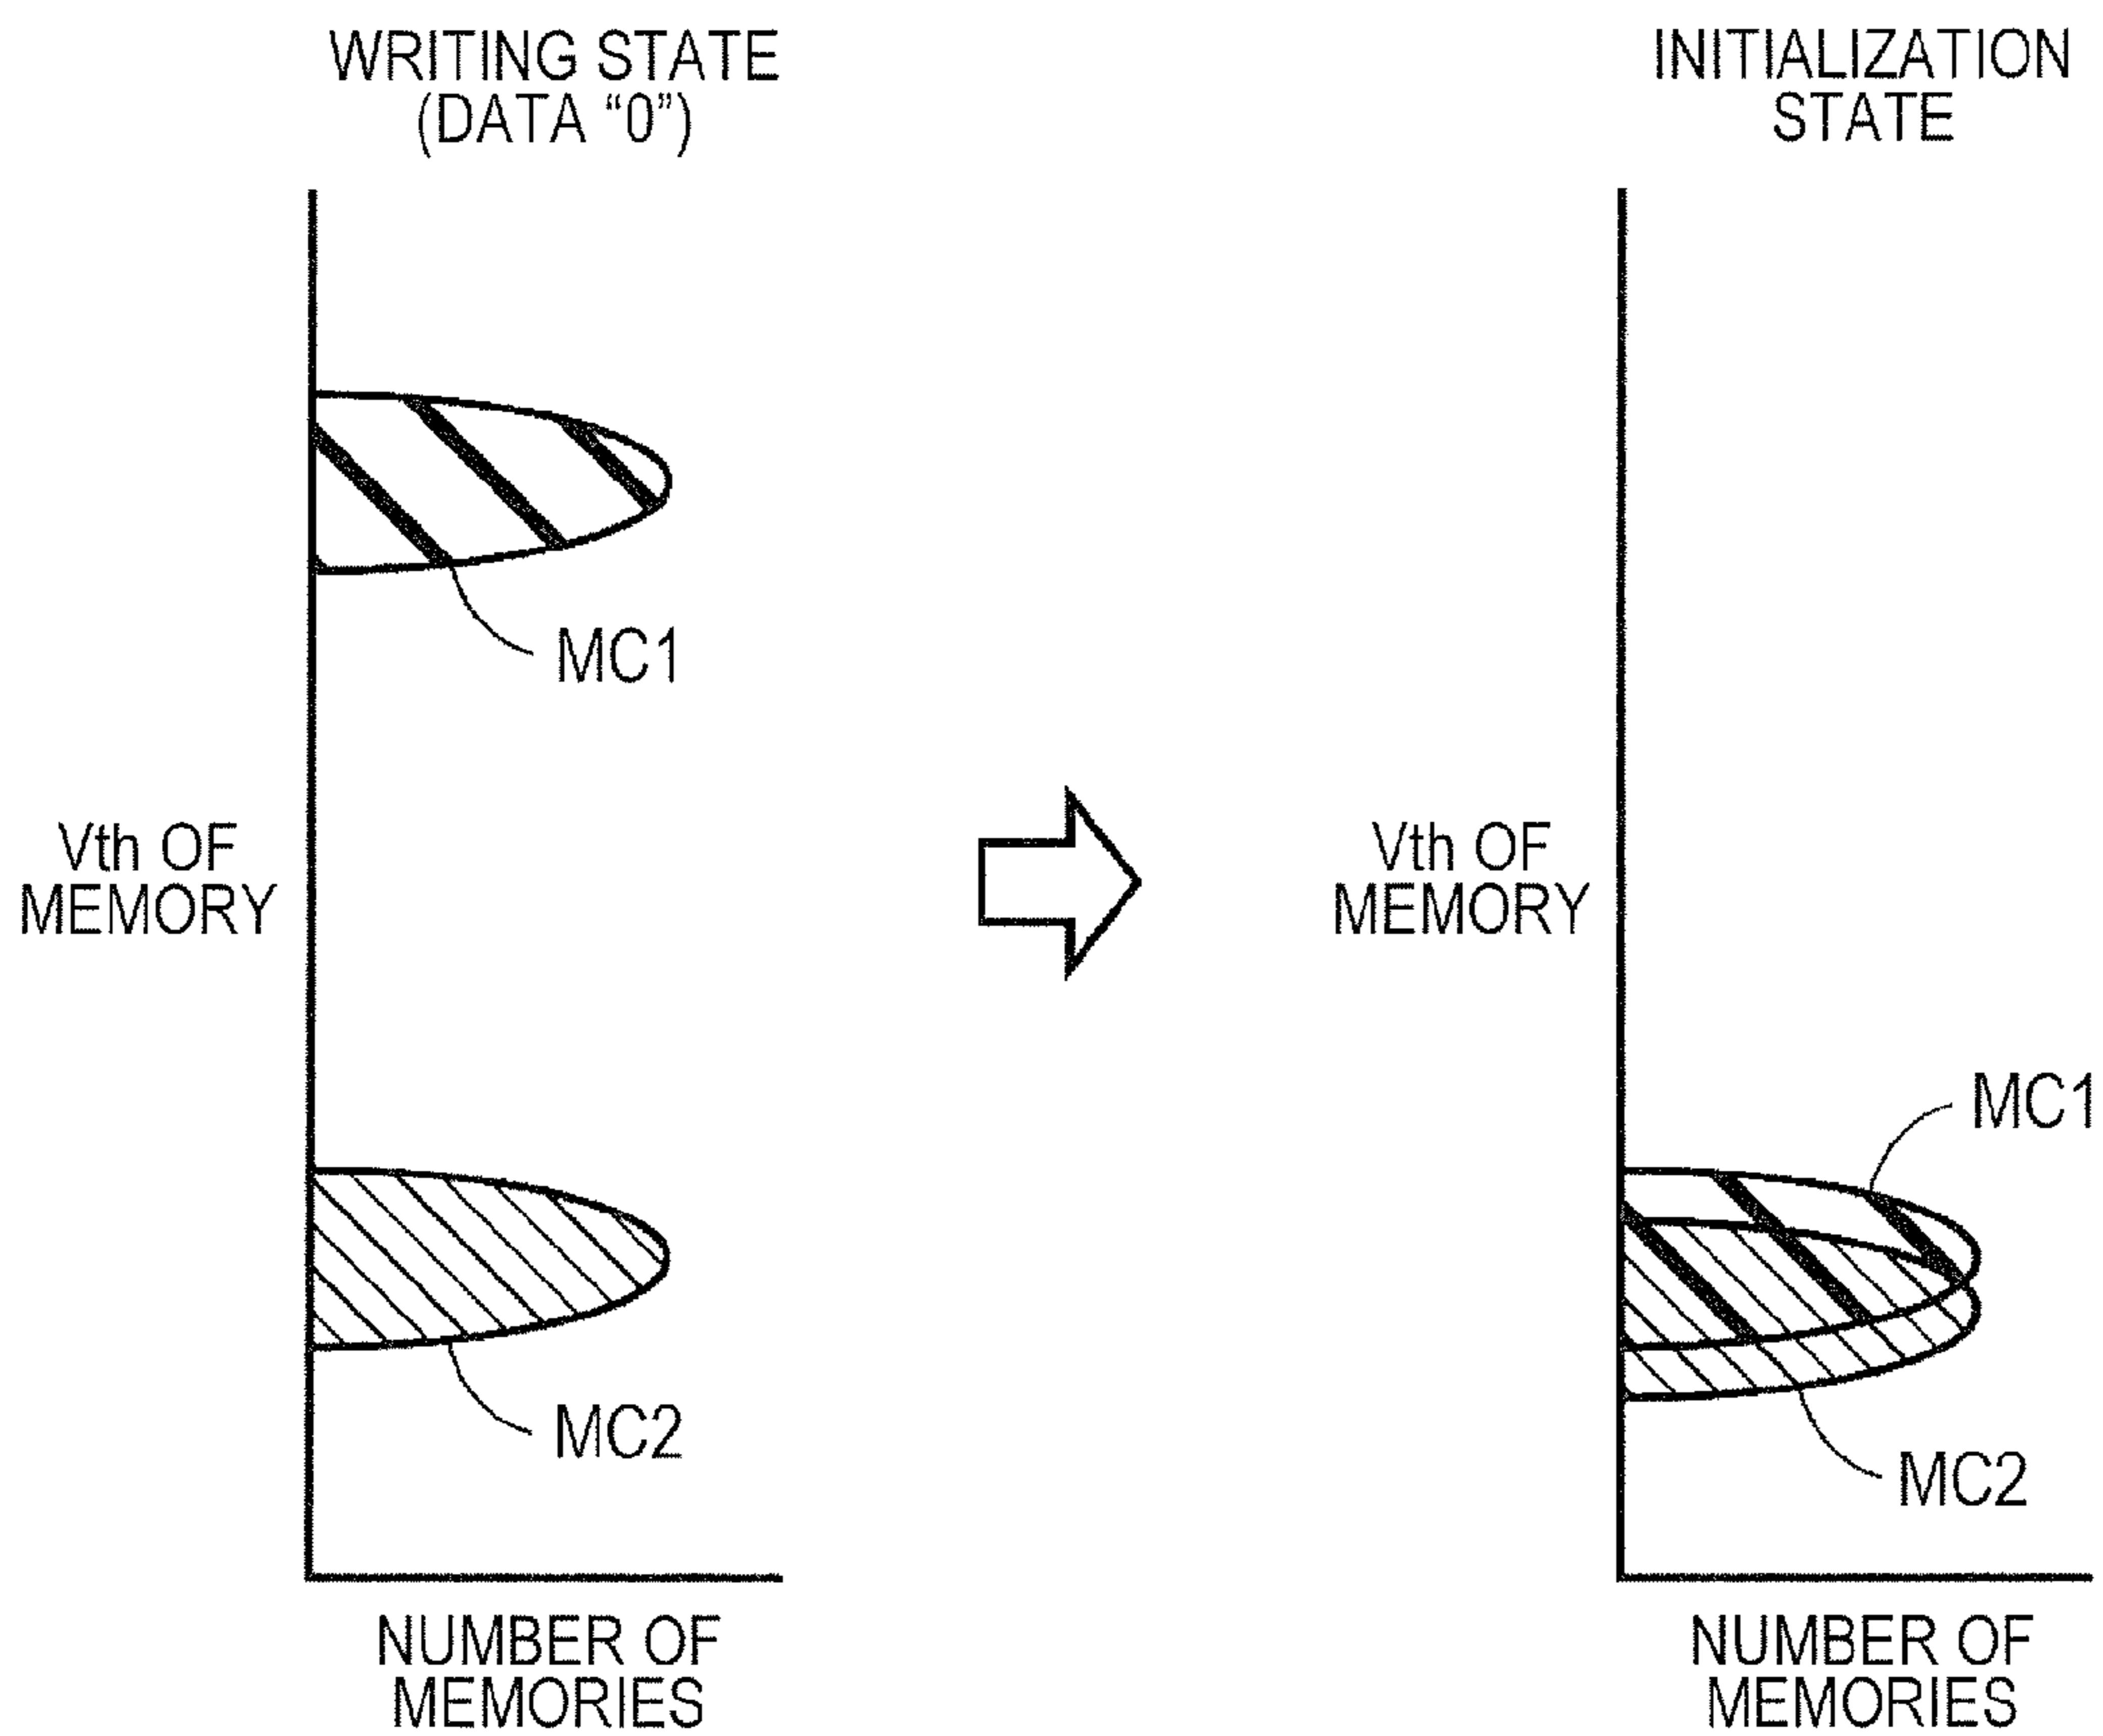 WRITING STATE
(DATA “0”)
MC1
Vth OF
MEMORY
MC2
NUMBER OF
MEMORIES
INITIALIZATION
STATE
Vth OF
MEMORY
MC1
MC2
NUMBER OF
MEMORIES